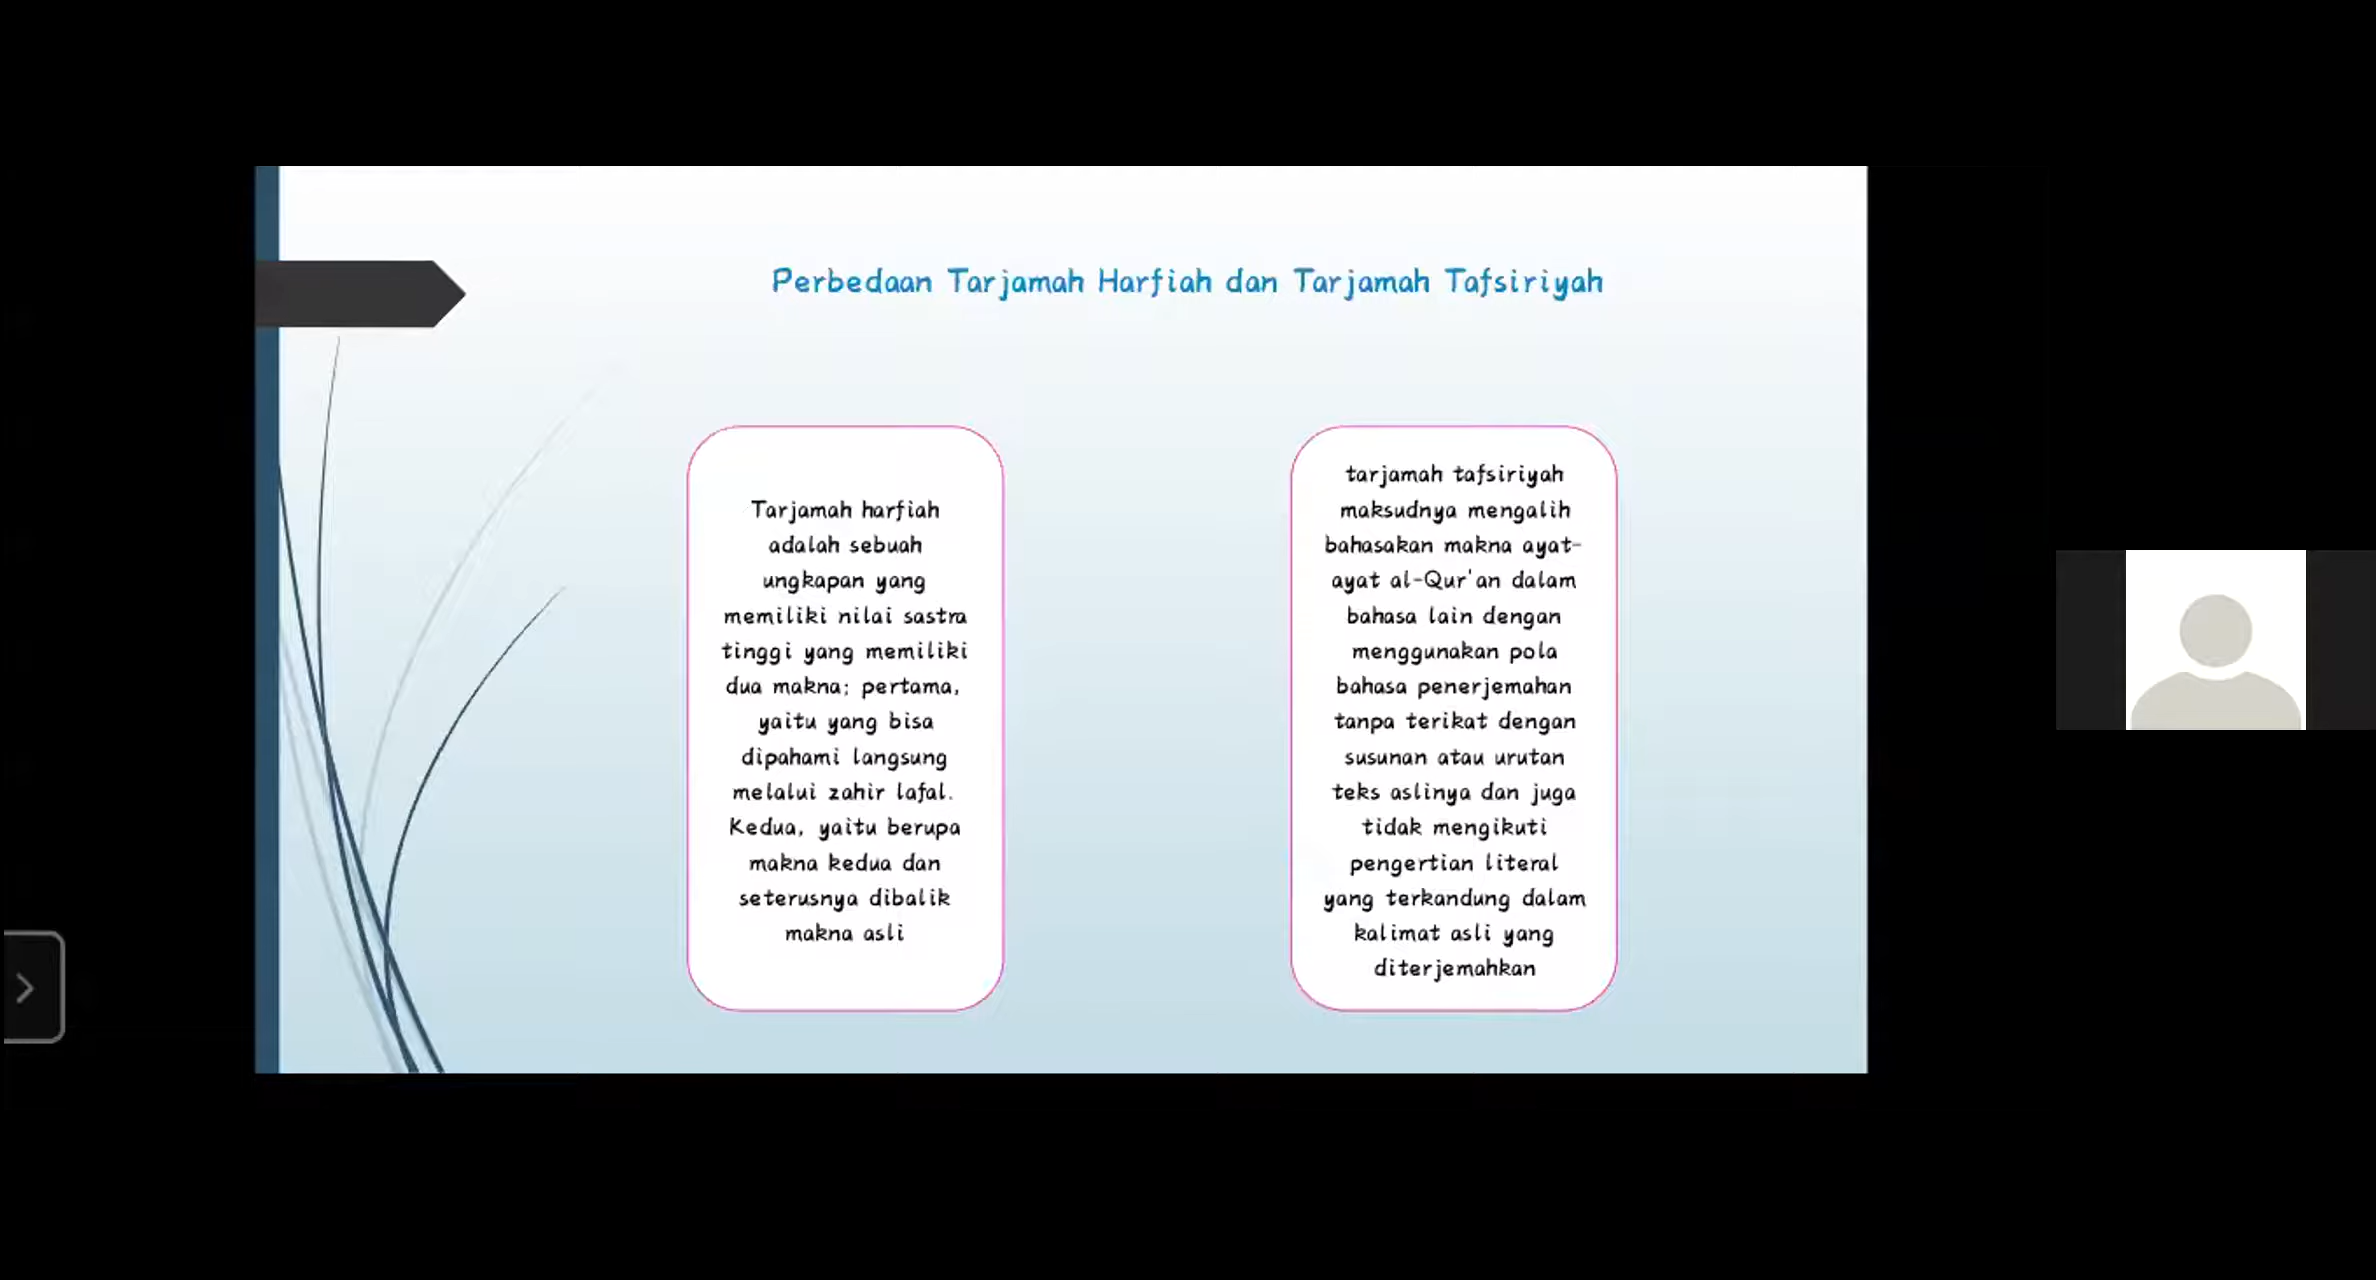 Perbedaan Tarjamah Harfiah dan Tarjamah Tafsiriyah
Tarjamah harfiah
adalah sebuah
ungkapan yang
memiliki nilai sastra
tinggi yang memiliki
dua makna; pertama,
yaitu yang bisa
dipahami langsung
melalui zahir lafal.
Kedua, yaitu berupa
makna kedua dan
seterusnya dibalik
makna asli
tarjamah tafsiriyah
maksudnya mengalih
bahasakan makna ayat-
ayat al-Qur'an dalam
bahasa lain dengan
menggunakan pola
bahasa penerjemahan
tanpa terikat dengan
susunan atau urutan
teks aslinya dan juga
tidak mengikuti
pengertian literal
yang terkandung dalam
kalimat asli yang
diterjemahkan